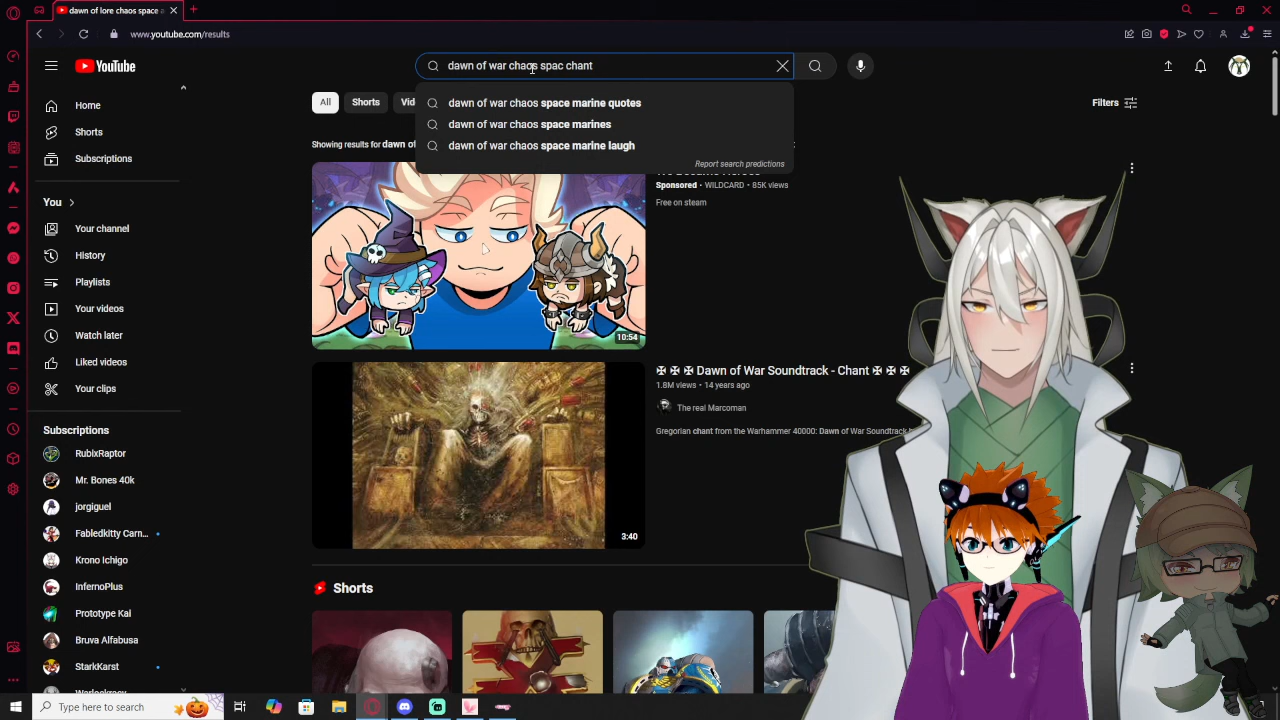 dawn of lore chaos space
www.youtube.com/results
YouTube
dawn of war chaos spac chant
dawn of war chaos space marine quotes
dawn of war chaos space marines
dawn of war chaos space marine laugh
Report search predictions
Home
Shorts
Subscriptions
You
Your channel
History
Playlists
Your videos
Watch later
Liked videos
Your clips
Subscriptions
RubixRaptor
Mr. Bones 40k
jorgiguel
Fabledkitty Carn...
Krono Ichigo
InfernoPlus
Prototype Kai
Bruva Alfabusa
StarkKarst
All
Shorts
Filters
Showing results for dawn of
10:54
Sponsored • WILDCARD • 85K views
Free on steam
3:40
✠ ✠ ✠ Dawn of War Soundtrack - Chant ✠ ✠ ✠
1.8M views • 14 years ago
The real Marcoman
Gregorian chant from the Warhammer 40000: Dawn of War Soundtrack
Shorts
Type here to search